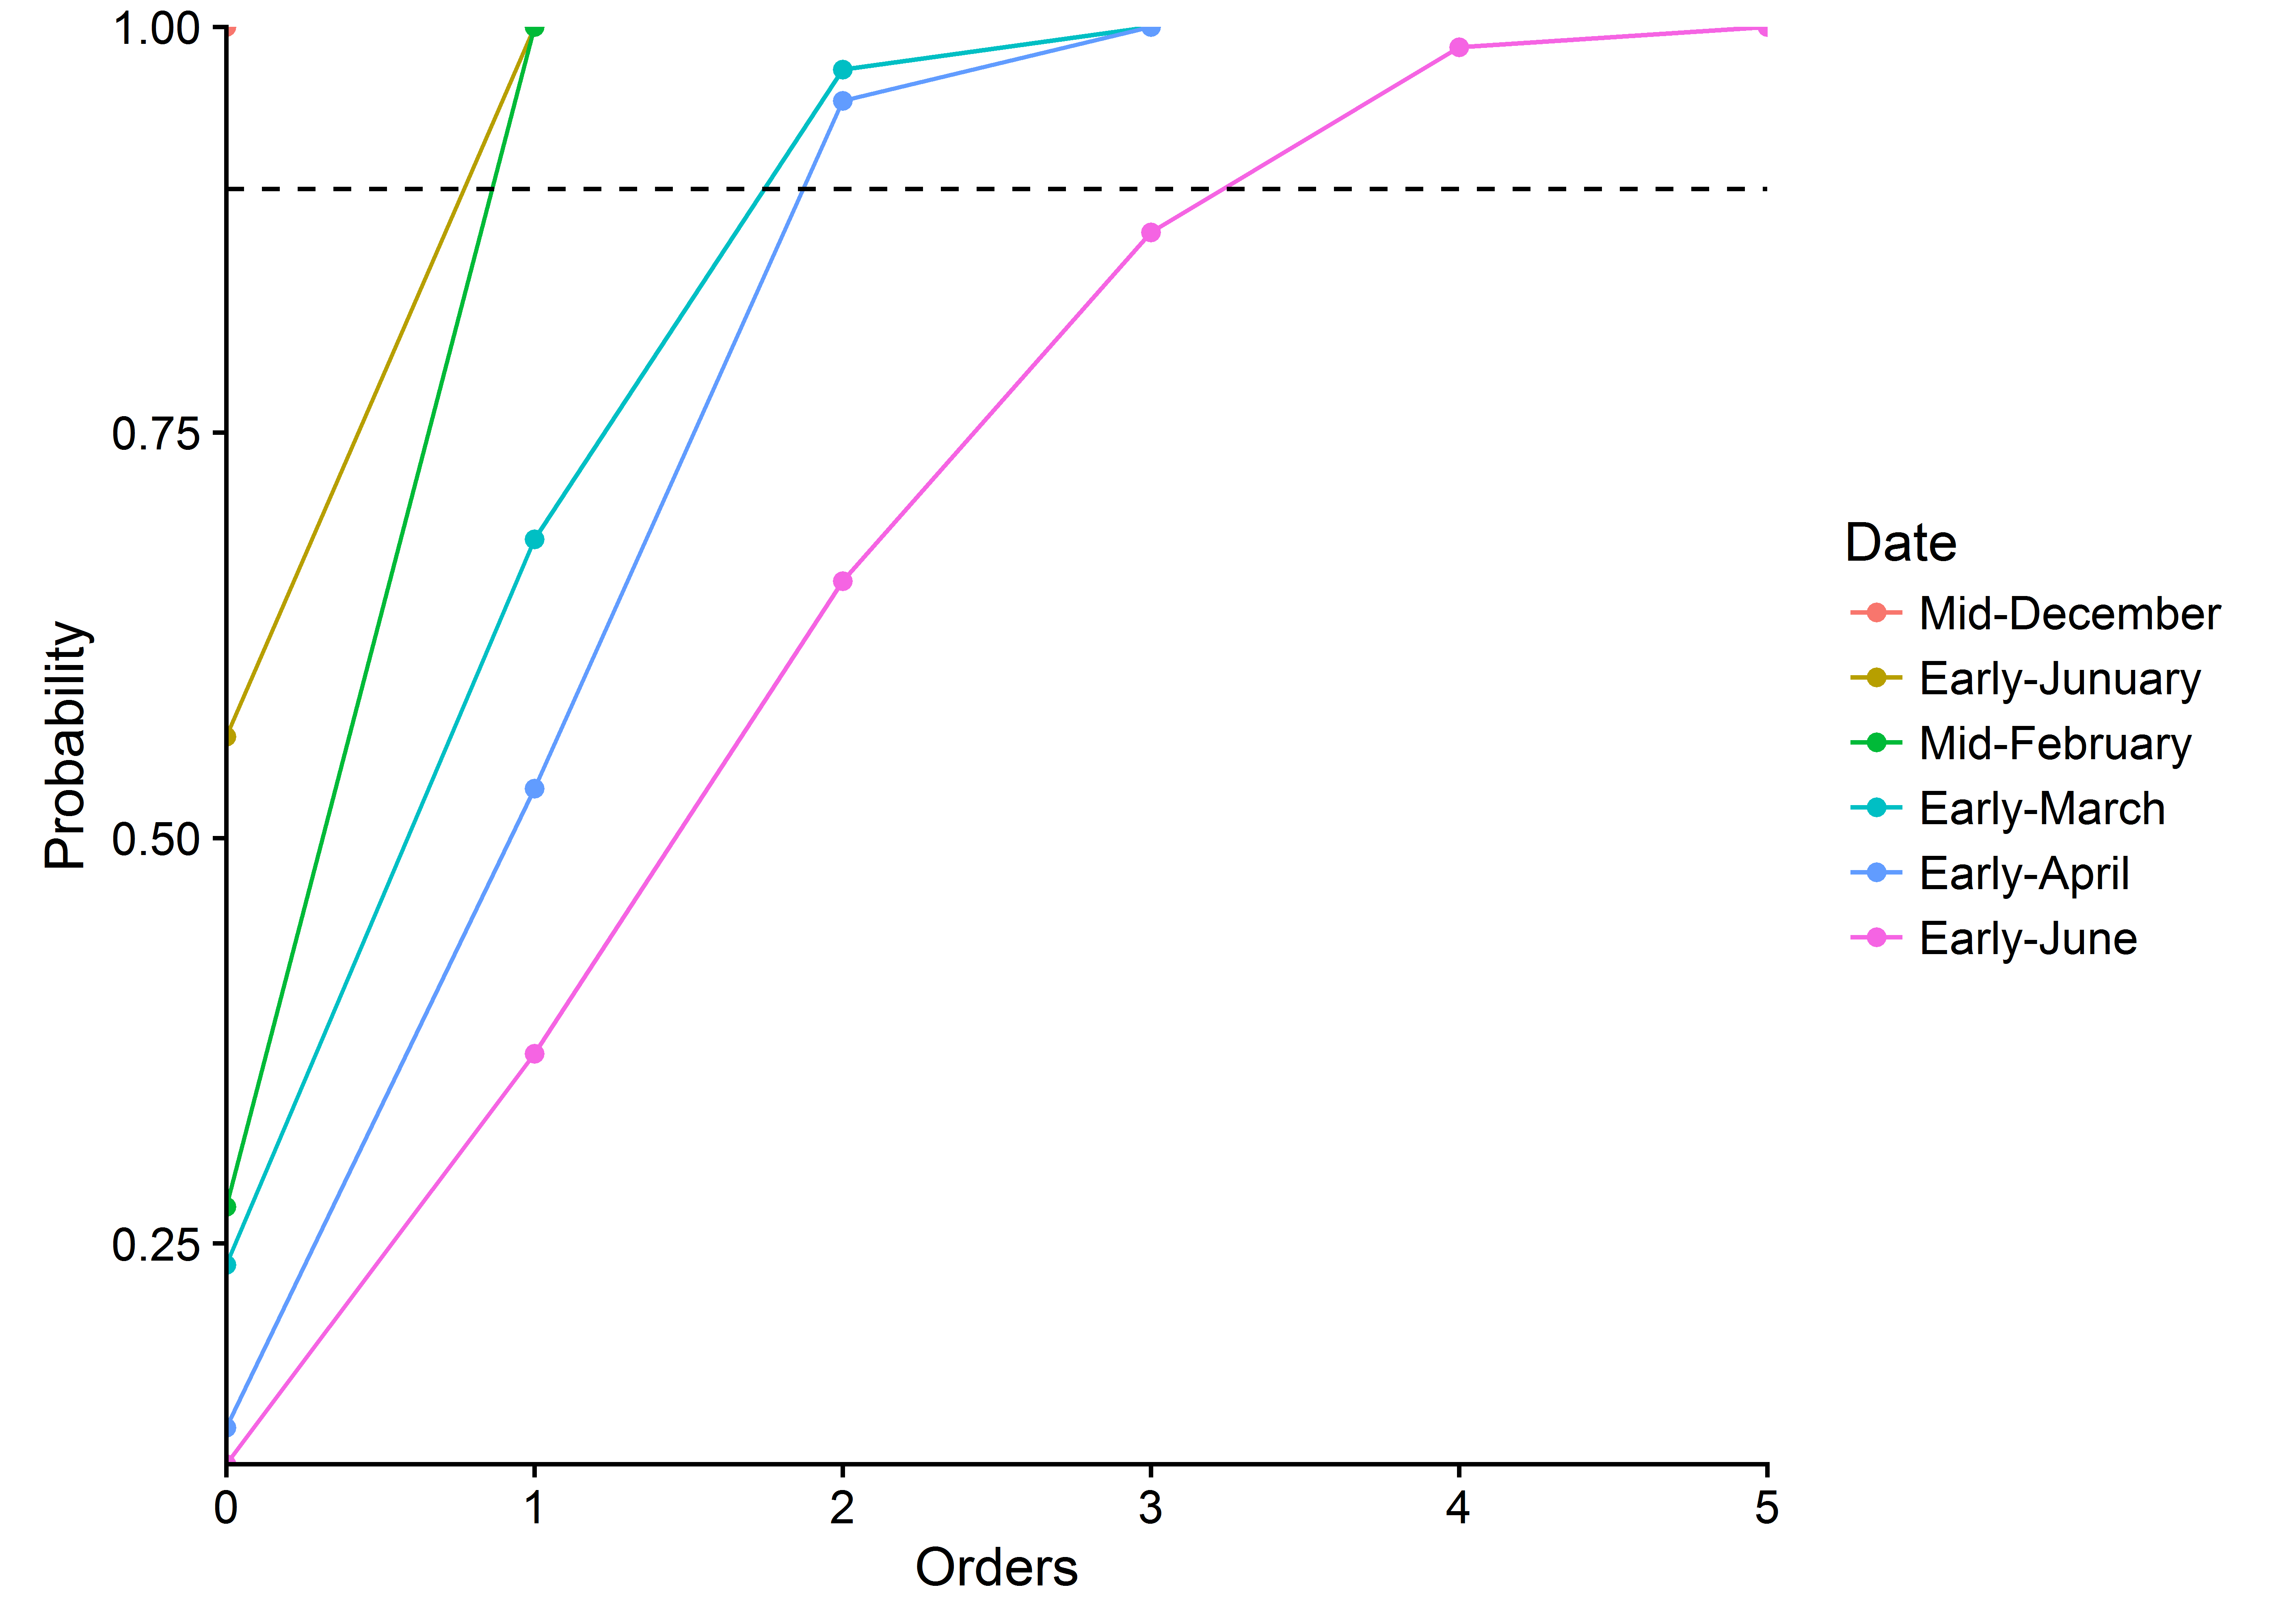 1.00
0.75
0.50
0.25
Probability
0 1 2 3 4 5
Orders
Date
Mid-December
Early-Junuary
Mid-February
Early-March
Early-April
Early-June